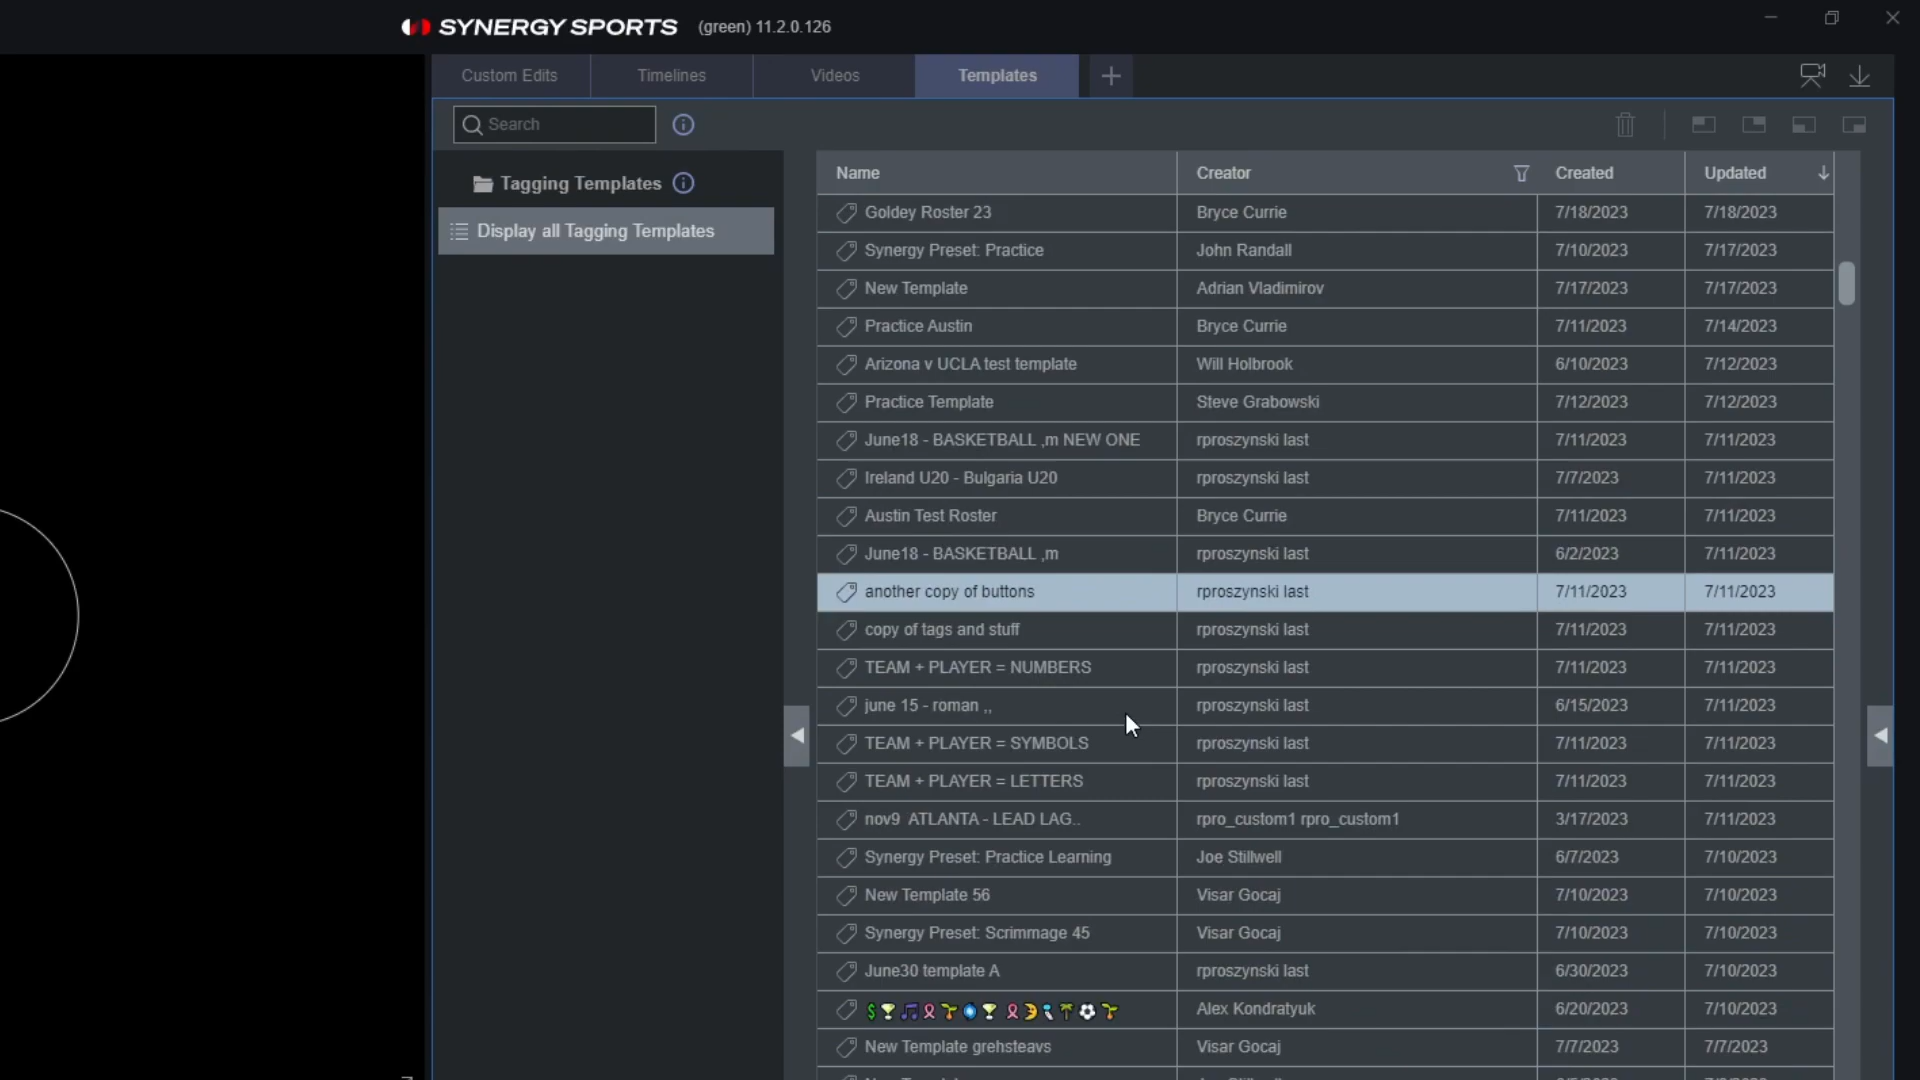 SYNERGY SPORTS (green) 11.2.0.126
Custom Edits Timelines Videos Templates +
Search
Tagging Templates
Display all Tagging Templates
Name Creator Created Updated
Goldey Roster 23 Bryce Currie 7/18/2023 7/18/2023
Synergy Preset: Practice John Randall 7/10/2023 7/17/2023
New Template Adrian Vladimirov 7/17/2023 7/17/2023
Practice Austin Bryce Currie 7/11/2023 7/14/2023
Arizona v UCLA test template Will Holbrook 6/10/2023 7/12/2023
Practice Template Steve Grabowski 7/12/2023 7/12/2023
June18 - BASKETBALL ,m NEW ONE rproszynski last 7/11/2023 7/11/2023
Ireland U20 - Bulgaria U20 rproszynski last 7/7/2023 7/11/2023
Austin Test Roster Bryce Currie 7/11/2023 7/11/2023
June18 - BASKETBALL ,m rproszynski last 6/2/2023 7/11/2023
another copy of buttons rproszynski last 7/11/2023 7/11/2023
copy of tags and stuff rproszynski last 7/11/2023 7/11/2023
TEAM + PLAYER = NUMBERS rproszynski last 7/11/2023 7/11/2023
june 15 - roman ,, rproszynski last 6/15/2023 7/11/2023
TEAM + PLAYER = SYMBOLS rproszynski last 7/11/2023 7/11/2023
TEAM + PLAYER = LETTERS rproszynski last 7/11/2023 7/11/2023
nov9 ATLANTA - LEAD LAG.. rpro_custom1 rpro_custom1 3/17/2023 7/11/2023
Synergy Preset: Practice Learning Joe Stillwell 6/7/2023 7/10/2023
New Template 56 Visar Gocaj 7/10/2023 7/10/2023
Synergy Preset: Scrimmage 45 Visar Gocaj 7/10/2023 7/10/2023
June30 template A rproszynski last 6/30/2023 7/10/2023
Alex Kondratyuk 6/20/2023 7/10/2023
New Template grehsteavs Visar Gocaj 7/7/2023 7/7/2023